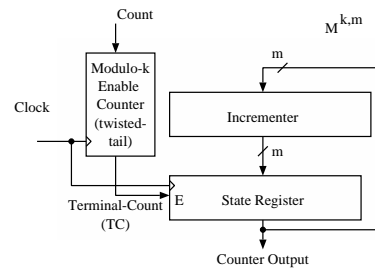 Count
M^{k,m}
m
Modulo-k
Enable
Counter
(twisted-
tail)
Clock
Incrementer
m
Terminal-Count
(TC)
E
State Register
Counter Output